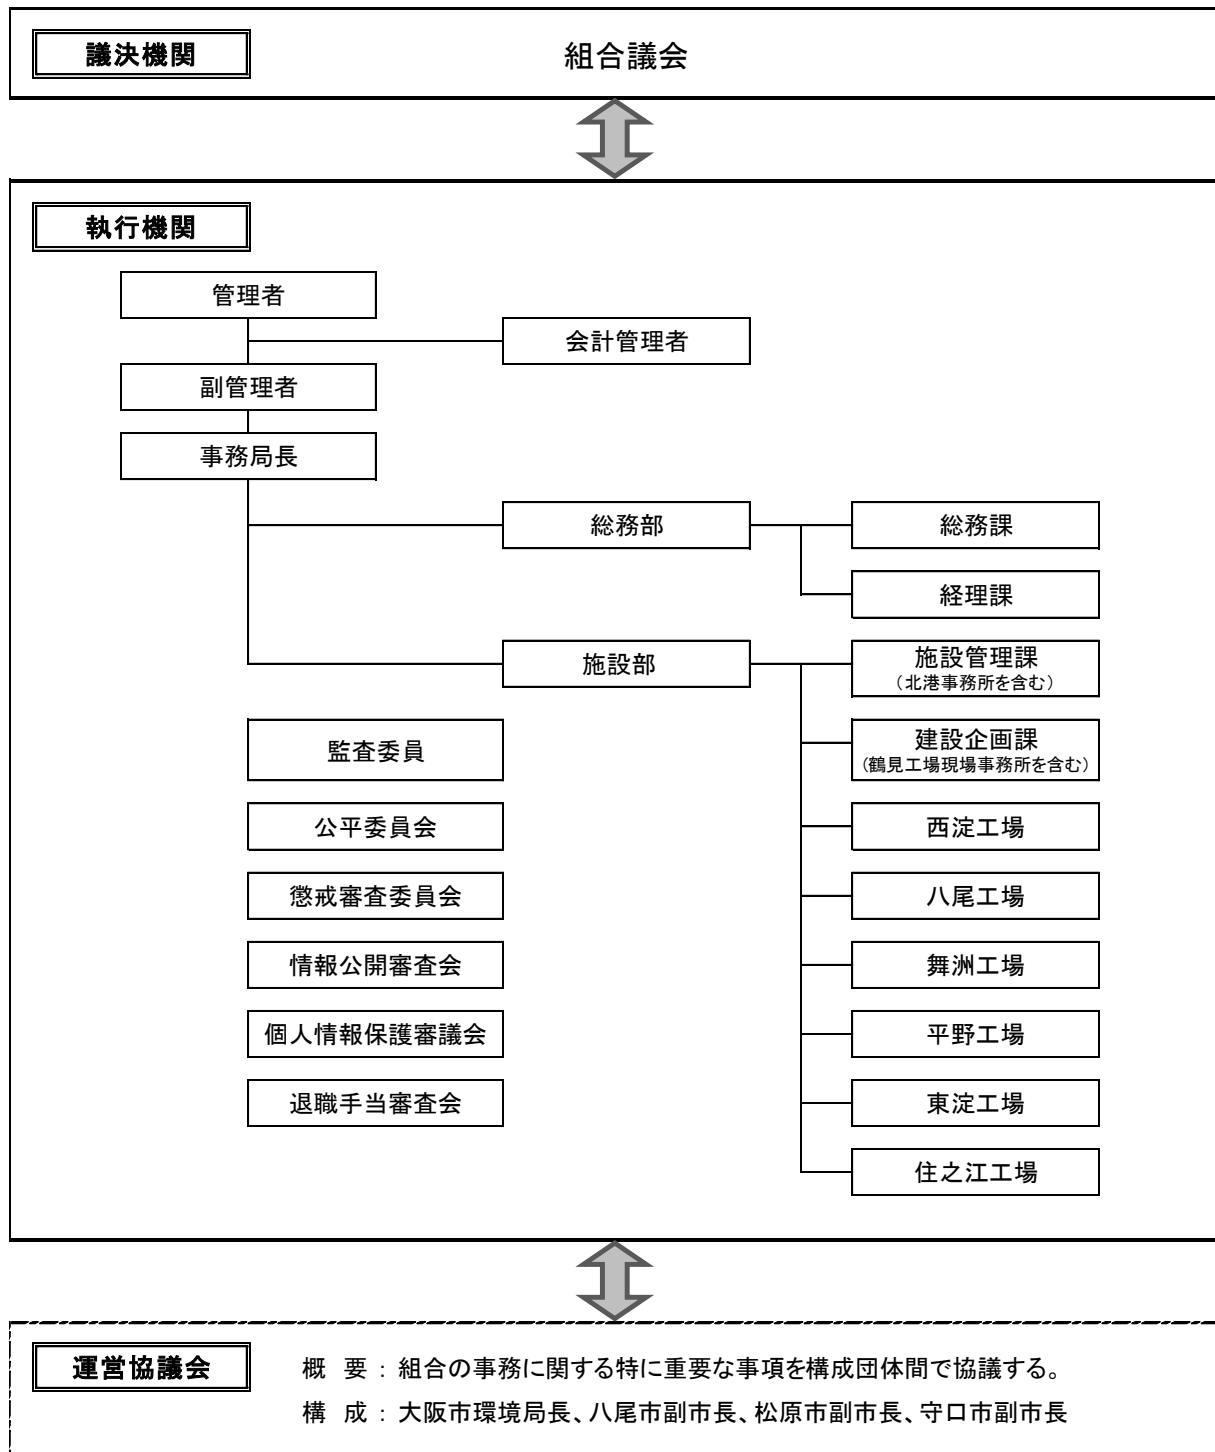 議決機関
組合議会
執行機関
管理者
会計管理者
副管理者
事務局長
総務部
総務課
経理課
施設部
施設管理課
（北港事務所を含む）
建設企画課
（鶴見工場現場事務所を含む）
西淀工場
八尾工場
舞洲工場
平野工場
東淀工場
住之江工場
監査委員
公平委員会
懲戒審査委員会
情報公開審査会
個人情報保護審議会
退職手当審査会
運営協議会
概 要 : 組合の事務に関する特に重要な事項を構成団体間で協議する。
構 成 : 大阪市環境局長、八尾市副市長、松原市副市長、守口市副市長